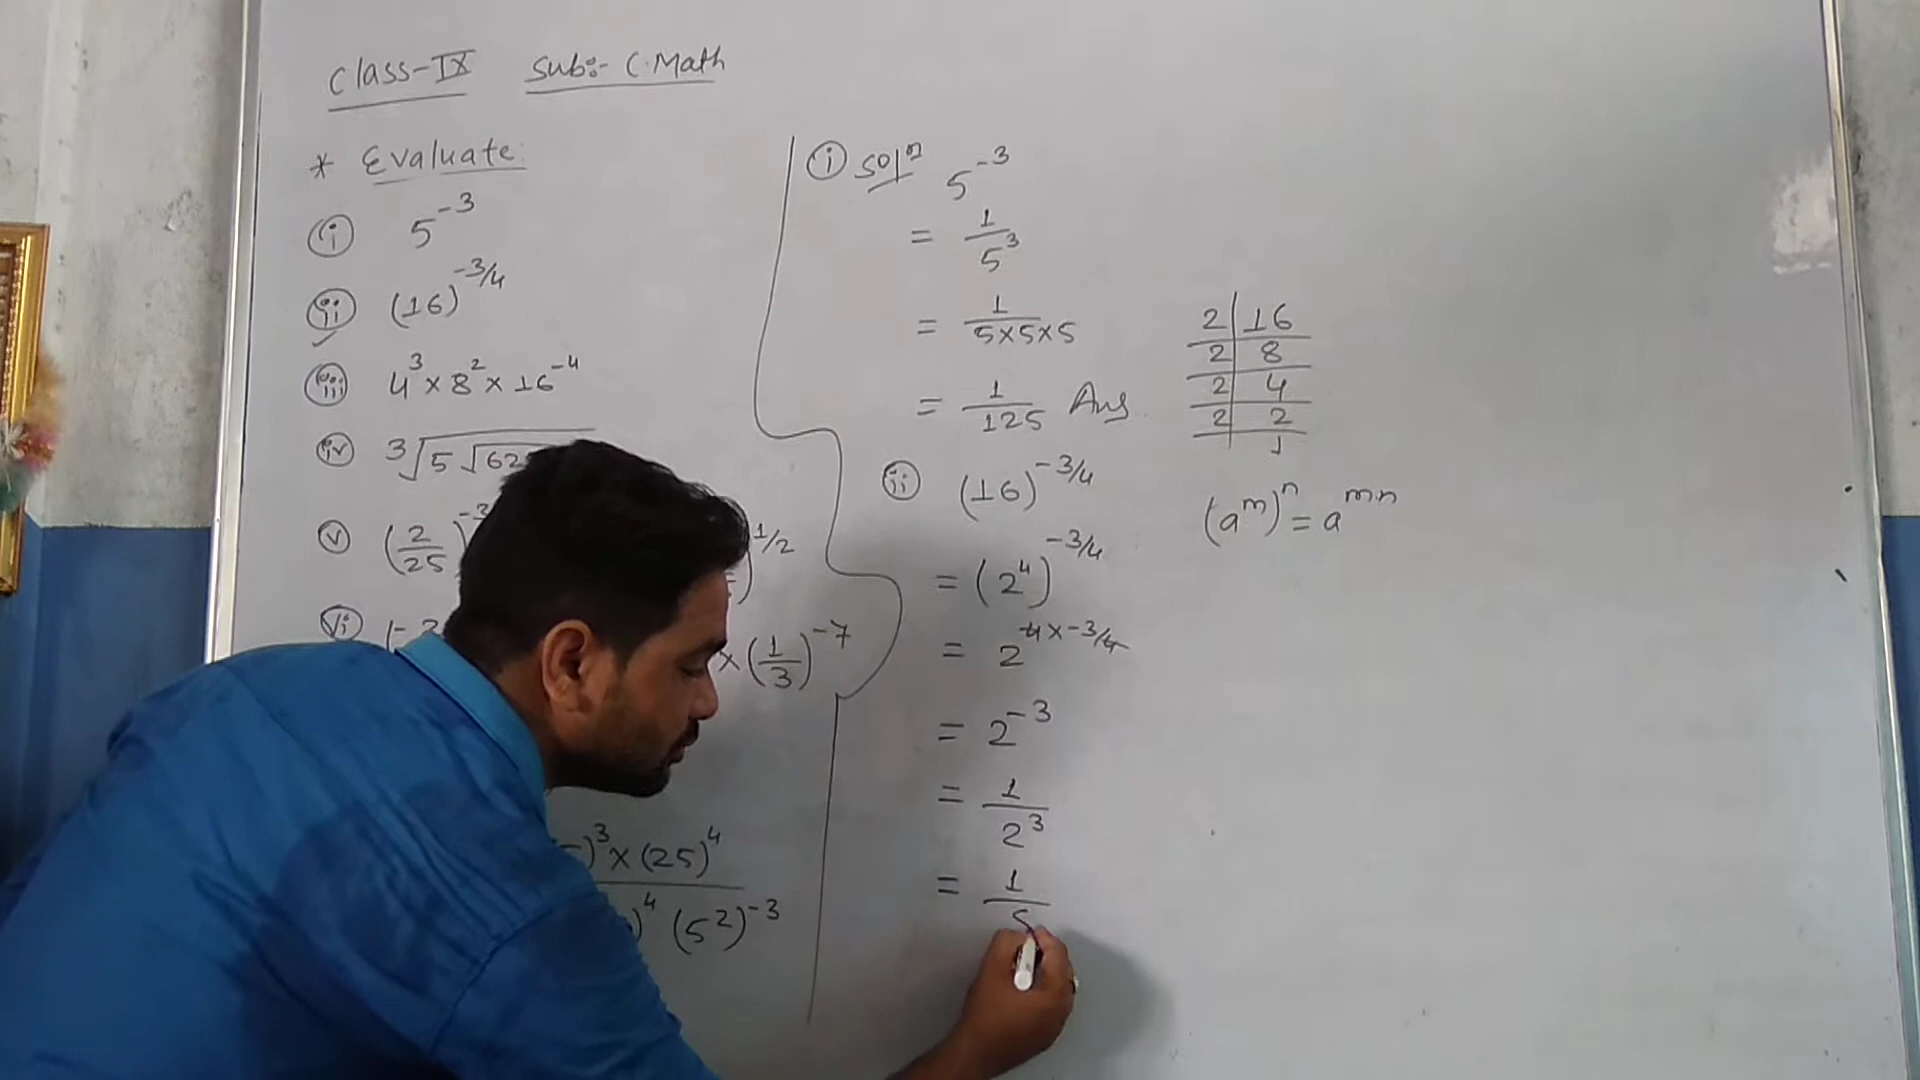 Class-IX Sub:- C.Math
* Evaluate:
(i) 5^-3
(ii) (16)^-3/4
(iii) 4^3 × 8^2 × 16^-4
(iv) ³√5 √62
(v) (2/25)^-3 )^1/2
(vi) (-2 × (1/3)^-7
)^3 × (25)^4
)^4 (5^2)^-3
(i) Sol^n 5^-3
= 1/5^3
= 1/5×5×5
= 1/125 Ans
(ii) (16)^-3/4
= (2^4)^-3/4
= 2^4×-3/4
= 2^-3
= 1/2^3
= 1/
2 | 16
2 | 8
2 | 4
2 | 2
1
(a^m)^n = a^mn